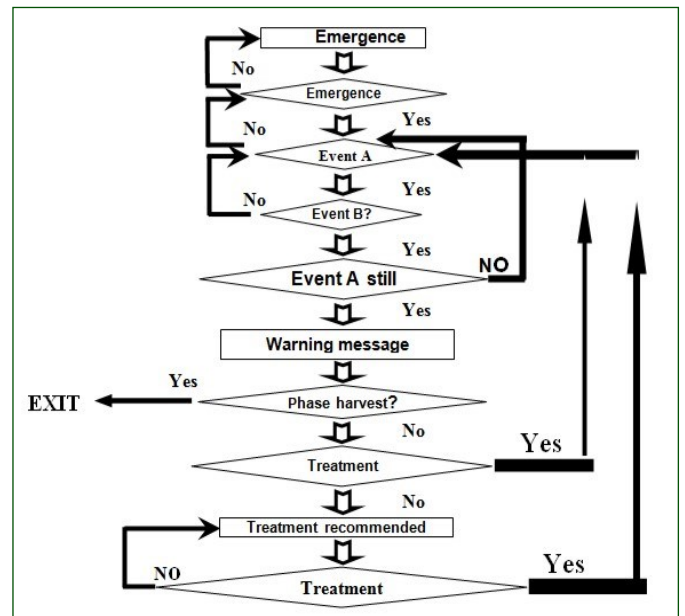 Emergence
No
Emergence
Yes
No
Event A
Yes
No
Event B?
Yes
NO
Event A still
Yes
Warning message
Yes
EXIT
Phase harvest?
No
Yes
Treatment
No
Treatment recommended
NO
Yes
Treatment